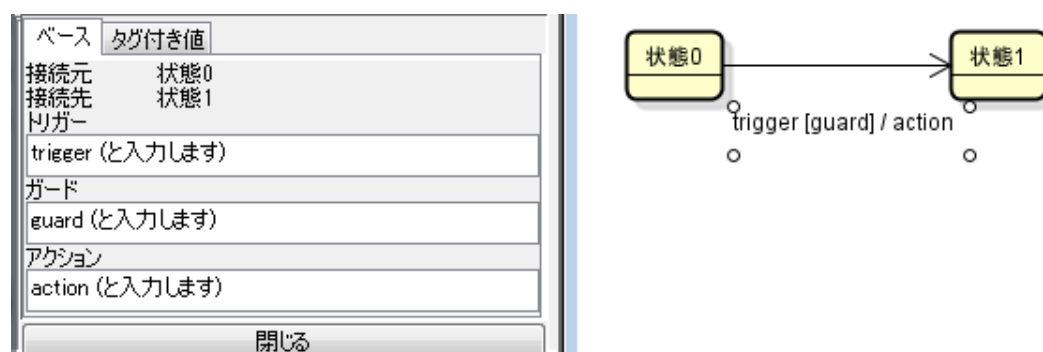 ベース タグ付き値
接続元 状態0
接続先 状態1
トリガー
trigger (と入力します)
ガード
guard (と入力します)
アクション
action (と入力します)
閉じる
状態0
状態1
trigger [guard] / action